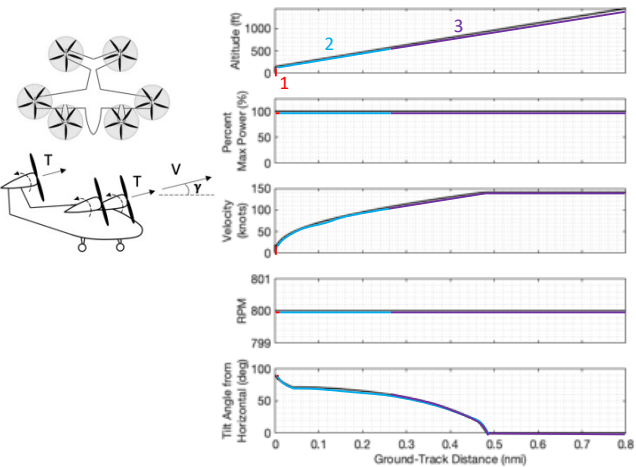 T
T
V
γ
Altitude (ft)
1000
500
0
1
2
3
Percent
Max Power (%)
100
50
0
Velocity
(knots)
150
100
50
0
RPM
801
800
799
Tilt Angle from
Horizontal (deg)
100
50
0
0 0.1 0.2 0.3 0.4 0.5 0.6 0.7 0.8
Ground-Track Distance (nmi)